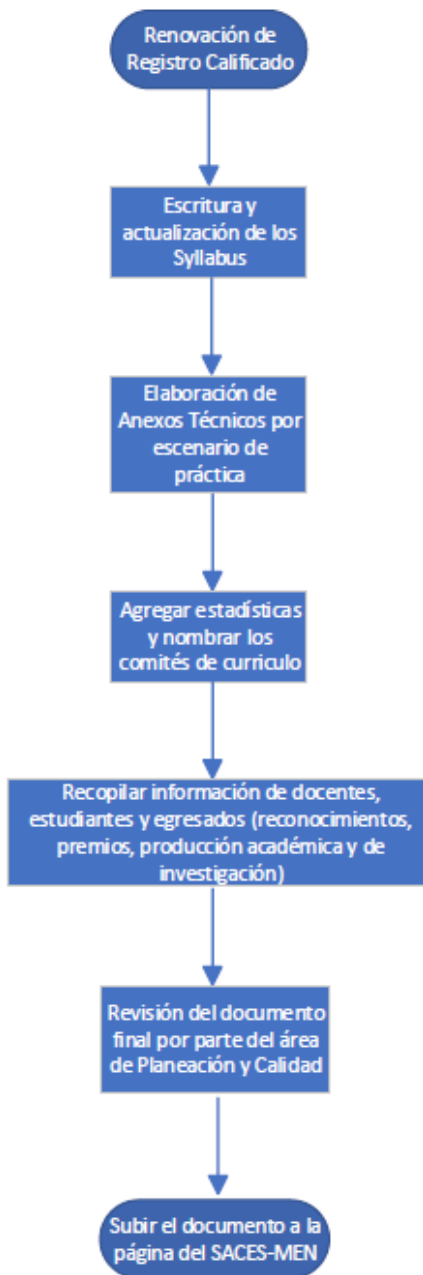 Renovación de
Registro Calificado
Escritura y
actualización de los
Syllabus
Elaboración de
Anexos Técnicos por
escenario de
práctica
Agregar estadísticas
y nombrar los
comités de curriculo
Recopilar información de docentes,
estudiantes y egresados (reconocimientos,
premios, producción académica y de
investigación)
Revisión del documento
final por parte del área
de Planeación y Calidad
Subir el documento a la
página del SACES-MEN